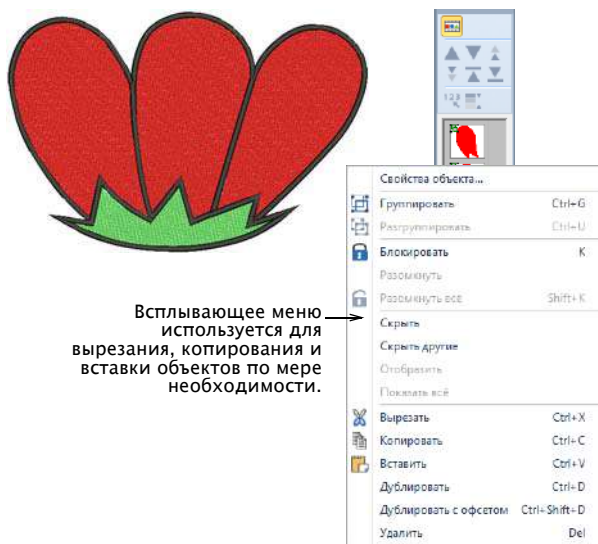 123
Свойства объекта...
Группировать Ctrl+G
Разгруппировать Ctrl+U
Блокировать K
Разомкнуть
Разомкнуть всё Shift+K
Скрыть
Скрыть другие
Отобразить
Показать всё
Вырезать Ctrl+X
Копировать Ctrl+C
Вставить Ctrl+V
Дублировать Ctrl+D
Дублировать с офсетом Ctrl+Shift+D
Удалить Del
Всплывающее меню
используется для
вырезания, копирования и
вставки объектов по мере
необходимости.